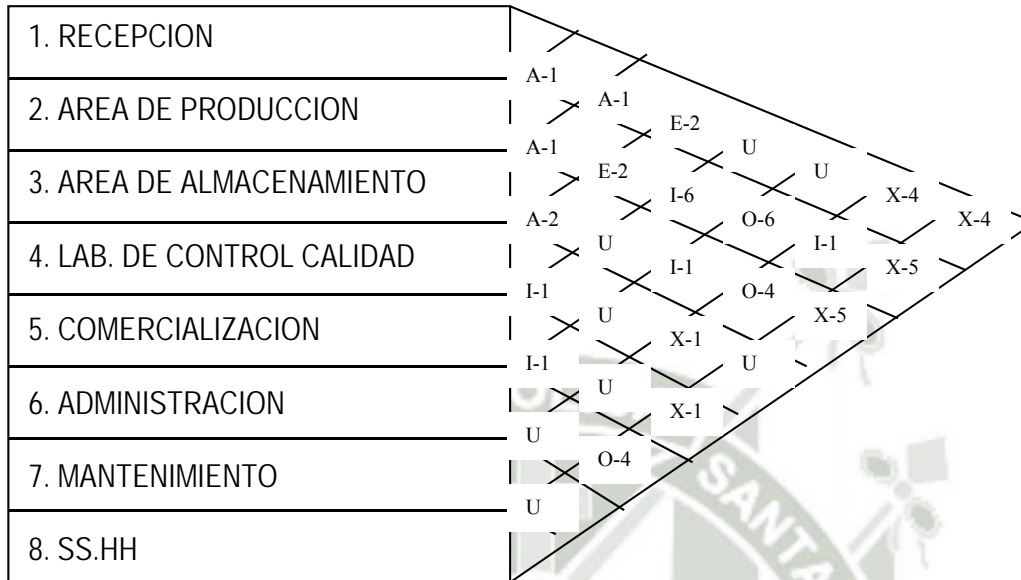 1. RECEPCION
A-1
2. AREA DE PRODUCCION
A-1
E-2
A-1 U
E-2 U
3. AREA DE ALMACENAMIENTO
I-6 X-4
A-2 O-6 X-4
U I-1
4. LAB. DE CONTROL CALIDAD
I-1 X-5
I-1 O-4
U X-5
5. COMERCIALIZACION
X-1
I-1 U
U
6. ADMINISTRACION
X-1
U
O-4
7. MANTENIMIENTO
U
8. SS.HH
SANTA